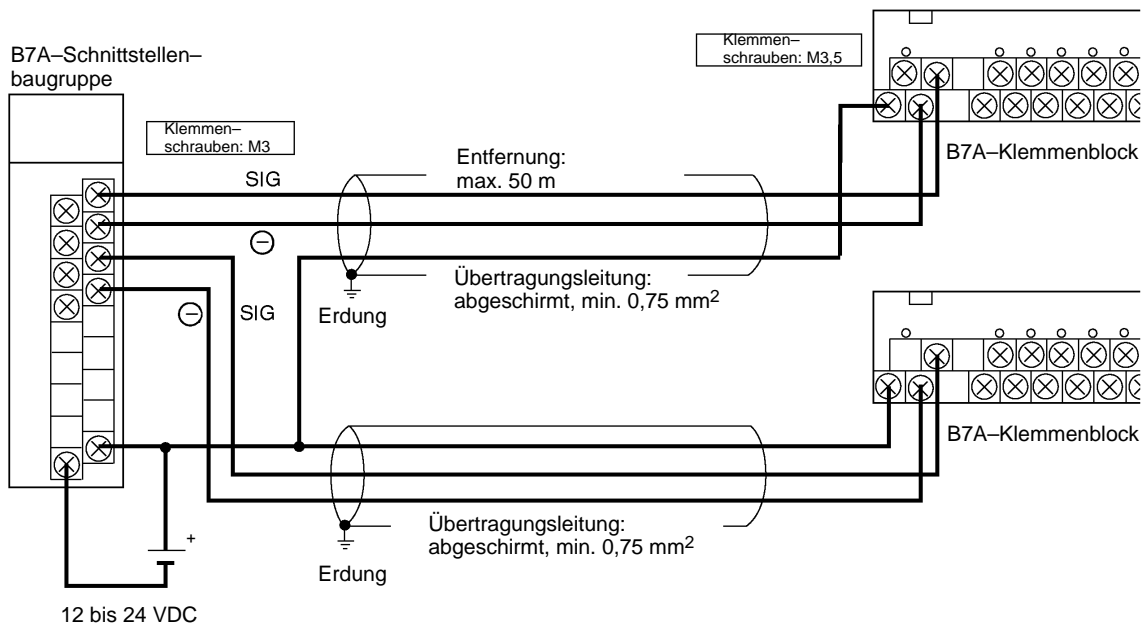 B7A–Schnittstellen–
baugruppe
Klemmen–
schrauben: M3,5
Klemmen–
schrauben: M3
B7A–Klemmenblock
SIG
Entfernung:
max. 50 m
⊖
Übertragungsleitung:
abgeschirmt, min. 0,75 mm²
Erdung
⊖
SIG
B7A–Klemmenblock
Übertragungsleitung:
abgeschirmt, min. 0,75 mm²
Erdung
+
12 bis 24 VDC